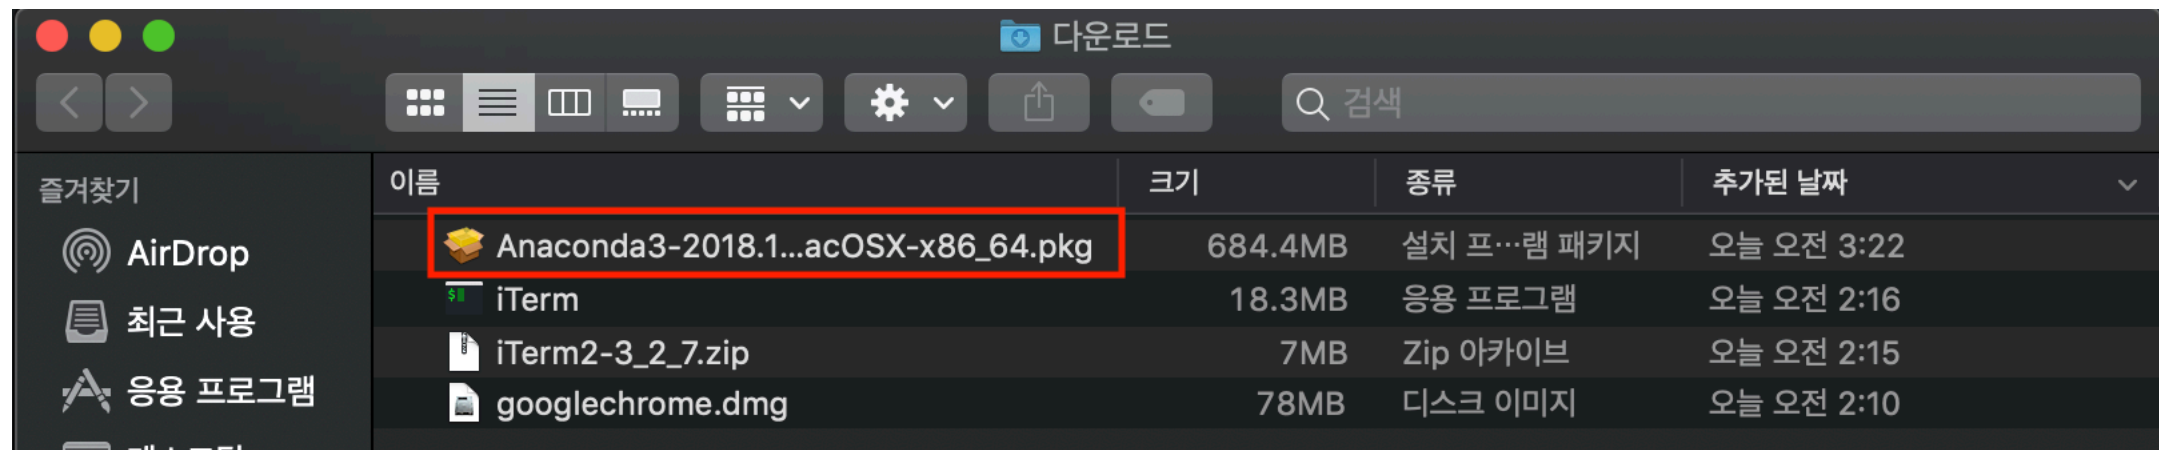 다운로드
검색
즐겨찾기
이름 크기 종류 추가된 날짜
AirDrop
Anaconda3-2018.1...acOSX-x86_64.pkg 684.4MB 설치 프…램 패키지 오늘 오전 3:22
iTerm 18.3MB 응용 프로그램 오늘 오전 2:16
최근 사용
iTerm2-3_2_7.zip 7MB Zip 아카이브 오늘 오전 2:15
응용 프로그램
googlechrome.dmg 78MB 디스크 이미지 오늘 오전 2:10